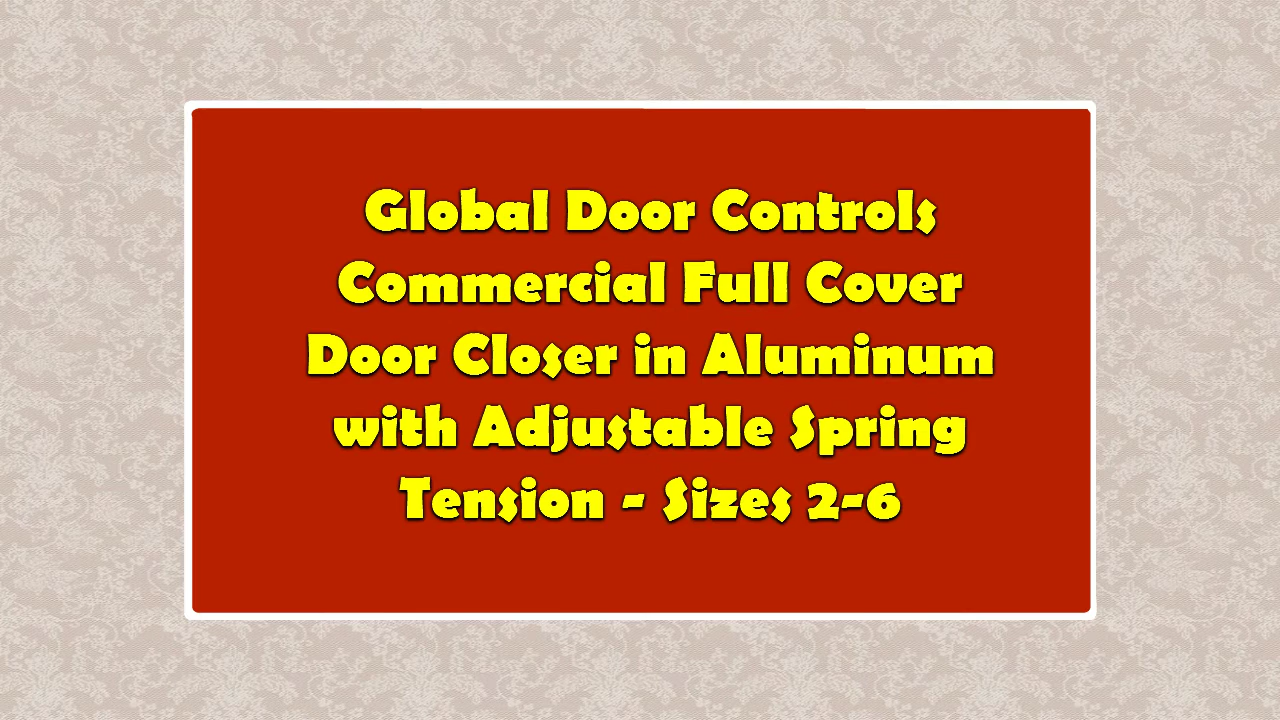 Global Door Controls
Commercial Full Cover
Door Closer in Aluminum
with Adjustable Spring
Tension - Sizes 2-6